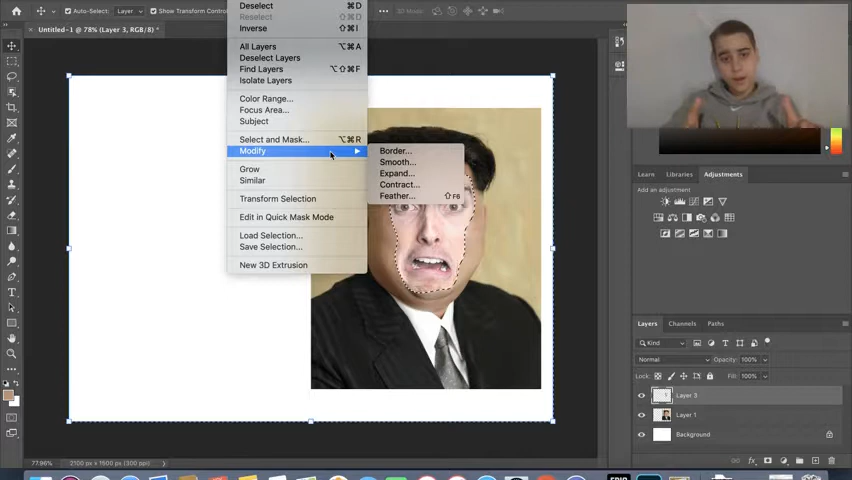 Deselect ⌘D
Reselect ⇧⌘D
Inverse ⇧⌘I
All Layers ⌥⌘A
Deselect Layers
Find Layers ⌥⇧⌘F
Isolate Layers
Color Range...
Focus Area...
Subject
Select and Mask... ⌥⌘R
Modify
Grow
Similar
Transform Selection
Edit in Quick Mask Mode
Load Selection...
Save Selection...
New 3D Extrusion
Border...
Smooth...
Expand...
Contract...
Feather... ⇧F6
Auto-Select: Layer
Show Transform Contro
3D Mode:
Untitled-1 @ 78% (Layer 3, RGB/8) *
Learn Libraries Adjustments
Layers Channels Paths
Kind
Normal Opacity: 100%
Lock: Fill: 100%
Layer 3
Layer 1
Background
77.96% 2100 px x 1500 px (300 ppi)
EPIC